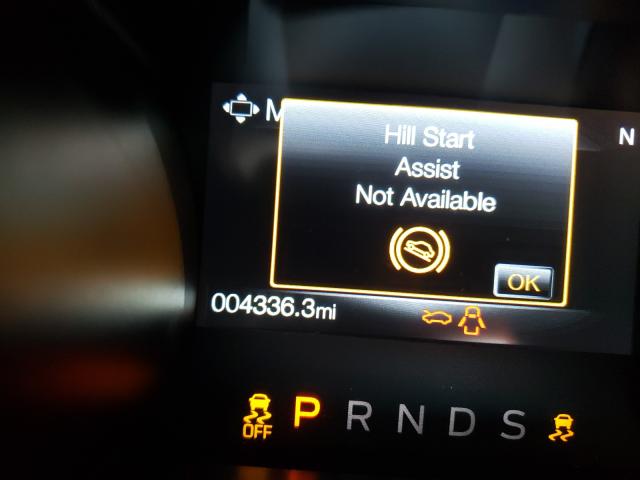 M
N
Hill Start
Assist
Not Available
OK
004336.3mi
OFF P R N D S